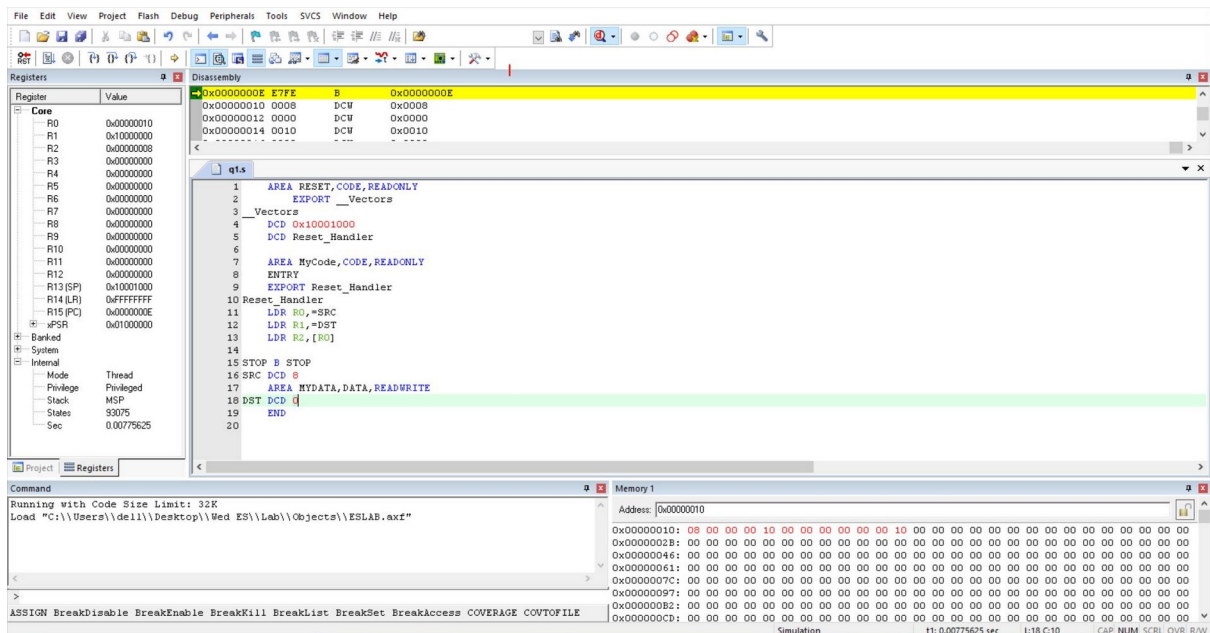 File Edit View Project Flash Debug Peripherals Tools SVCS Window Help
RST
Registers
Disassembly
Register Value
Core
R0 0x00000010
R1 0x10000000
R2 0x00000008
R3 0x00000000
R4 0x00000000
R5 0x00000000
R6 0x00000000
R7 0x00000000
R8 0x00000000
R9 0x00000000
R10 0x00000000
R11 0x00000000
R12 0x00000000
R13 (SP) 0x10001000
R14 (LR) 0xFFFFFFFF
R15 (PC) 0x0000000E
xPSR 0x01000000
Banked
System
Internal
Mode Thread
Privilege Privileged
Stack MSP
States 93075
Sec 0.00775625
Project Registers
0x0000000E E7FE B 0x0000000E
0x00000010 0008 DCW 0x0008
0x00000012 0000 DCW 0x0000
0x00000014 0010 DCW 0x0010
q1.s
1 AREA RESET,CODE,READONLY
2 EXPORT __Vectors
3 __Vectors
4 DCD 0x10001000
5 DCD Reset_Handler
6
7 AREA MyCode,CODE,READONLY
8 ENTRY
9 EXPORT Reset_Handler
10 Reset_Handler
11 LDR R0,=SRC
12 LDR R1,=DST
13 LDR R2,[R0]
14
15 STOP B STOP
16 SRC DCD 8
17 AREA MYDATA,DATA,READWRITE
18 DST DCD 0
19 END
20
Command
Running with Code Size Limit: 32K
Load "C:\\Users\\dell\\Desktop\\Wed ES\\Lab\\Objects\\ESLAB.axf"
>
ASSIGN BreakDisable BreakEnable BreakKill BreakList BreakSet BreakAccess COVERAGE COVTOFILE
Memory 1
Address: 0x00000010
0x00000010: 08 00 00 00 10 00 00 00 00 00 00 10 00 00 00 00 00 00 00 00 00 00 00 00 00 00 00
0x0000002B: 00 00 00 00 00 00 00 00 00 00 00 00 00 00 00 00 00 00 00 00 00 00 00 00 00 00 00
0x00000046: 00 00 00 00 00 00 00 00 00 00 00 00 00 00 00 00 00 00 00 00 00 00 00 00 00 00 00
0x00000061: 00 00 00 00 00 00 00 00 00 00 00 00 00 00 00 00 00 00 00 00 00 00 00 00 00 00 00
0x0000007C: 00 00 00 00 00 00 00 00 00 00 00 00 00 00 00 00 00 00 00 00 00 00 00 00 00 00 00
0x00000097: 00 00 00 00 00 00 00 00 00 00 00 00 00 00 00 00 00 00 00 00 00 00 00 00 00 00 00
0x000000B2: 00 00 00 00 00 00 00 00 00 00 00 00 00 00 00 00 00 00 00 00 00 00 00 00 00 00 00
0x000000CD: 00 00 00 00 00 00 00 00 00 00 00 00 00 00 00 00 00 00 00 00 00 00 00 00 00 00 00
Simulation t1: 0.00775625 sec L:18 C:10 CAP NUM SCRL OVR R/W